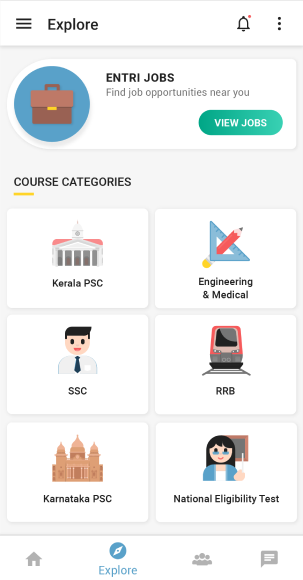 Explore
ENTRI JOBS
Find job opportunities near you
VIEW JOBS
COURSE CATEGORIES
Kerala PSC
Engineering
& Medical
SSC
RRB
Karnataka PSC
National Eligibility Test
Explore